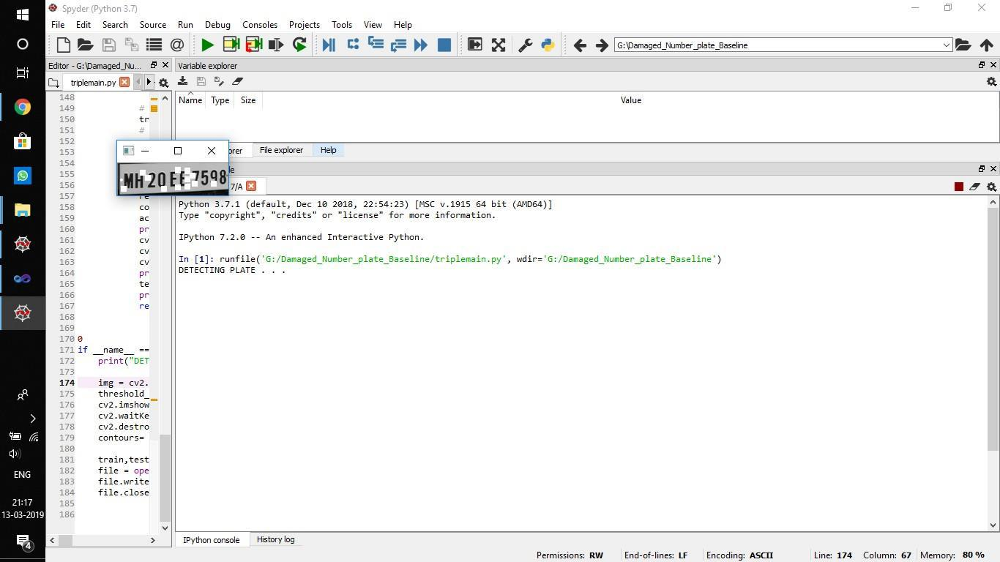 Spyder (Python 3.7)
File Edit Search Source Run Debug Consoles Projects Tools View Help
G:\Damaged_Number_plate_Baseline
Editor - G:\Damaged_Nu...
Variable explorer
triplemain.py
Name Type Size Value
148
149 #
150 tr
151 #
152
153
154
155
156
157 re
158 co
159 ac
160 pr
161 cv
162 cv
163 cv
164 pr
165 te
166 pr
167 re
168
169
170 0
171 if __name__ ==
172 print("DET
173
174 img = cv2.
175 threshold_
176 cv2.imshow
177 cv2.waitKe
178 cv2.destro
179 contours=
180
181 train,test
182 file = ope
183 file.write
184 file.close
185
186
MH 20 EE 7598
orer File explorer Help
le
7/A
Python 3.7.1 (default, Dec 10 2018, 22:54:23) [MSC v.1915 64 bit (AMD64)]
Type "copyright", "credits" or "license" for more information.
IPython 7.2.0 -- An enhanced Interactive Python.
In [1]: runfile('G:/Damaged_Number_plate_Baseline/triplemain.py', wdir='G:/Damaged_Number_plate_Baseline')
DETECTING PLATE . . .
IPython console History log
Permissions: RW End-of-lines: LF Encoding: ASCII Line: 174 Column: 67 Memory: 80 %
ENG
21:17
13-03-2019
4